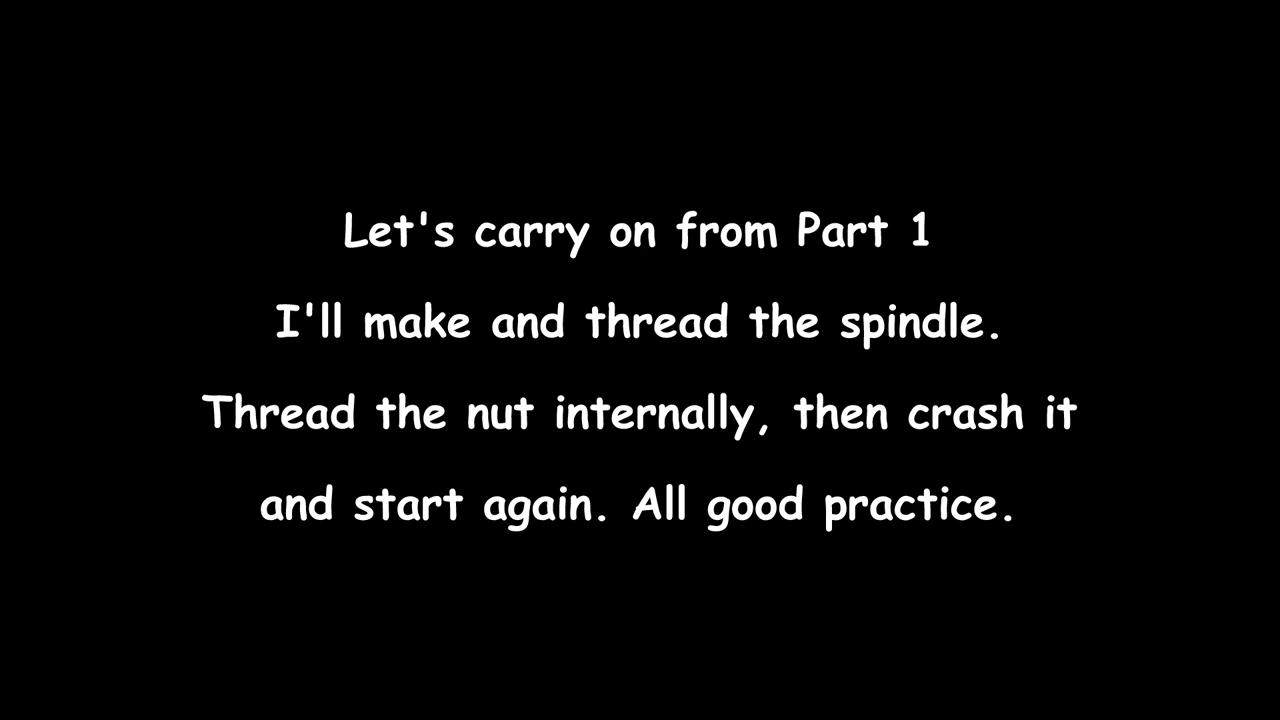 Let's carry on from Part 1
I'll make and thread the spindle.
Thread the nut internally, then crash it
and start again. All good practice.